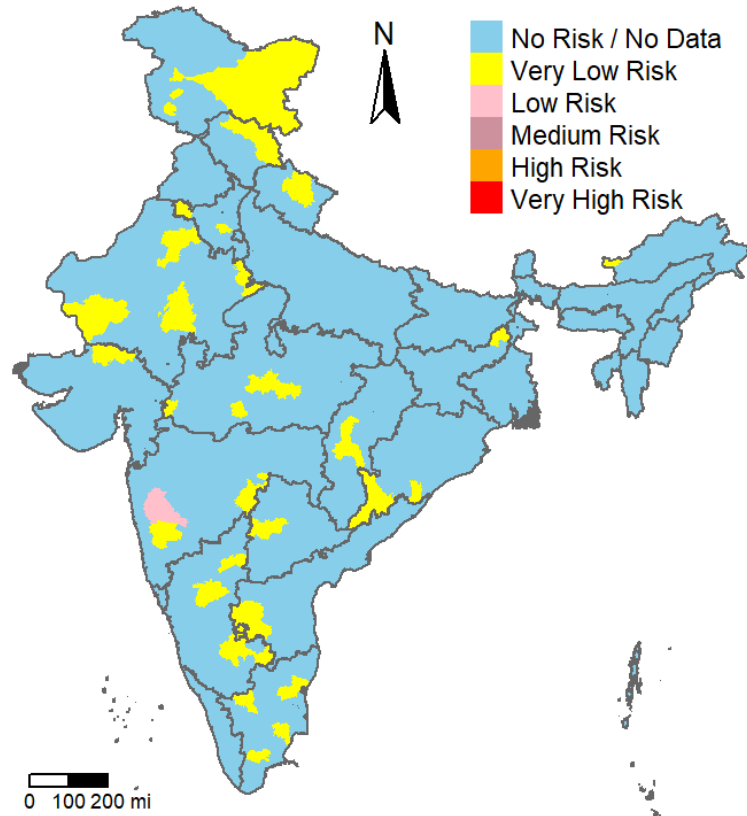 N
No Risk / No Data
Very Low Risk
Low Risk
Medium Risk
High Risk
Very High Risk
0 100 200 mi